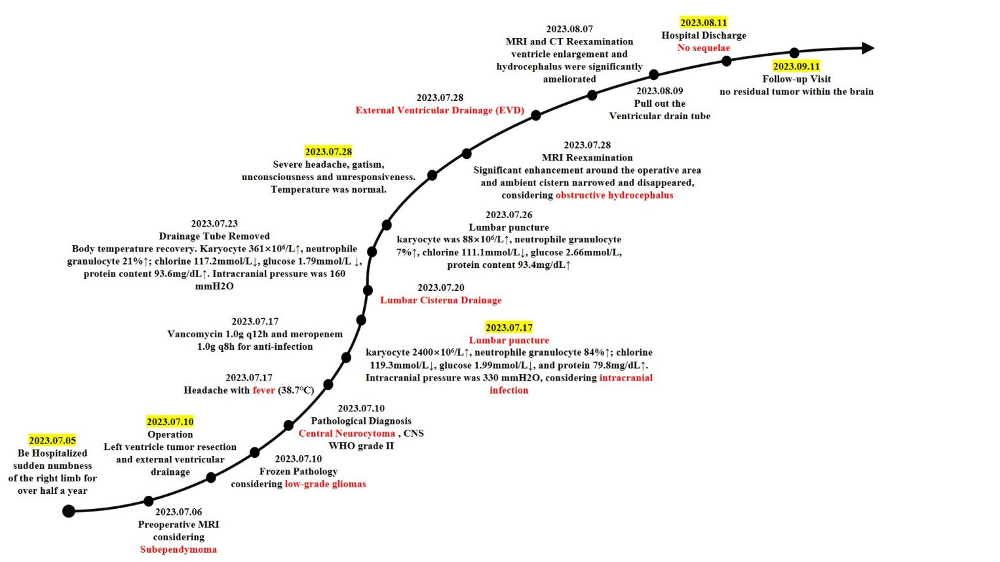 2023.07.05
Be Hospitalized
sudden numbness
of the right limb for
over half a year
2023.07.06
Preoperative MRI
considering
Subependymoma
2023.07.10
Operation
Left ventricle tumor resection
and external ventricular
drainage
2023.07.10
Frozen Pathology
considering low-grade gliomas
2023.07.10
Pathological Diagnosis
Central Neurocytoma , CNS
WHO grade II
2023.07.17
Headache with fever (38.7℃)
2023.07.17
Lumbar puncture
karyocyte 2400×10⁶/L↑, neutrophile granulocyte 84%↑; chlorine
119.3mmol/L↓, glucose 1.99mmol/L↓, and protein 79.8mg/dL↑.
Intracranial pressure was 330 mmH2O, considering intracranial
infection
2023.07.17
Vancomycin 1.0g q12h and meropenem
1.0g q8h for anti-infection
2023.07.20
Lumbar Cisterna Drainage
2023.07.23
Drainage Tube Removed
Body temperature recovery. Karyocyte 361×10⁶/L↑, neutrophile
granulocyte 21%↑; chlorine 117.2mmol/L↓, glucose 1.79mmol/L ↓,
protein content 93.6mg/dL↑. Intracranial pressure was 160
mmH2O
2023.07.26
Lumbar puncture
karyocyte was 88×10⁶/L↑, neutrophile granulocyte
7%↑, chlorine 111.1mmol/L↓, glucose 2.66mmol/L,
protein content 93.4mg/dL↑
2023.07.28
Severe headache, gatism,
unconsciousness and unresponsiveness.
Temperature was normal.
2023.07.28
MRI Reexamination
Significant enhancement around the operative area
and ambient cistern narrowed and disappeared,
considering obstructive hydrocephalus
2023.07.28
External Ventricular Drainage (EVD)
2023.08.07
MRI and CT Reexamination
ventricle enlargement and
hydrocephalus were significantly
ameliorated
2023.08.09
Pull out the
Ventricular drain tube
2023.08.11
Hospital Discharge
No sequelae
2023.09.11
Follow-up Visit
no residual tumor within the brain